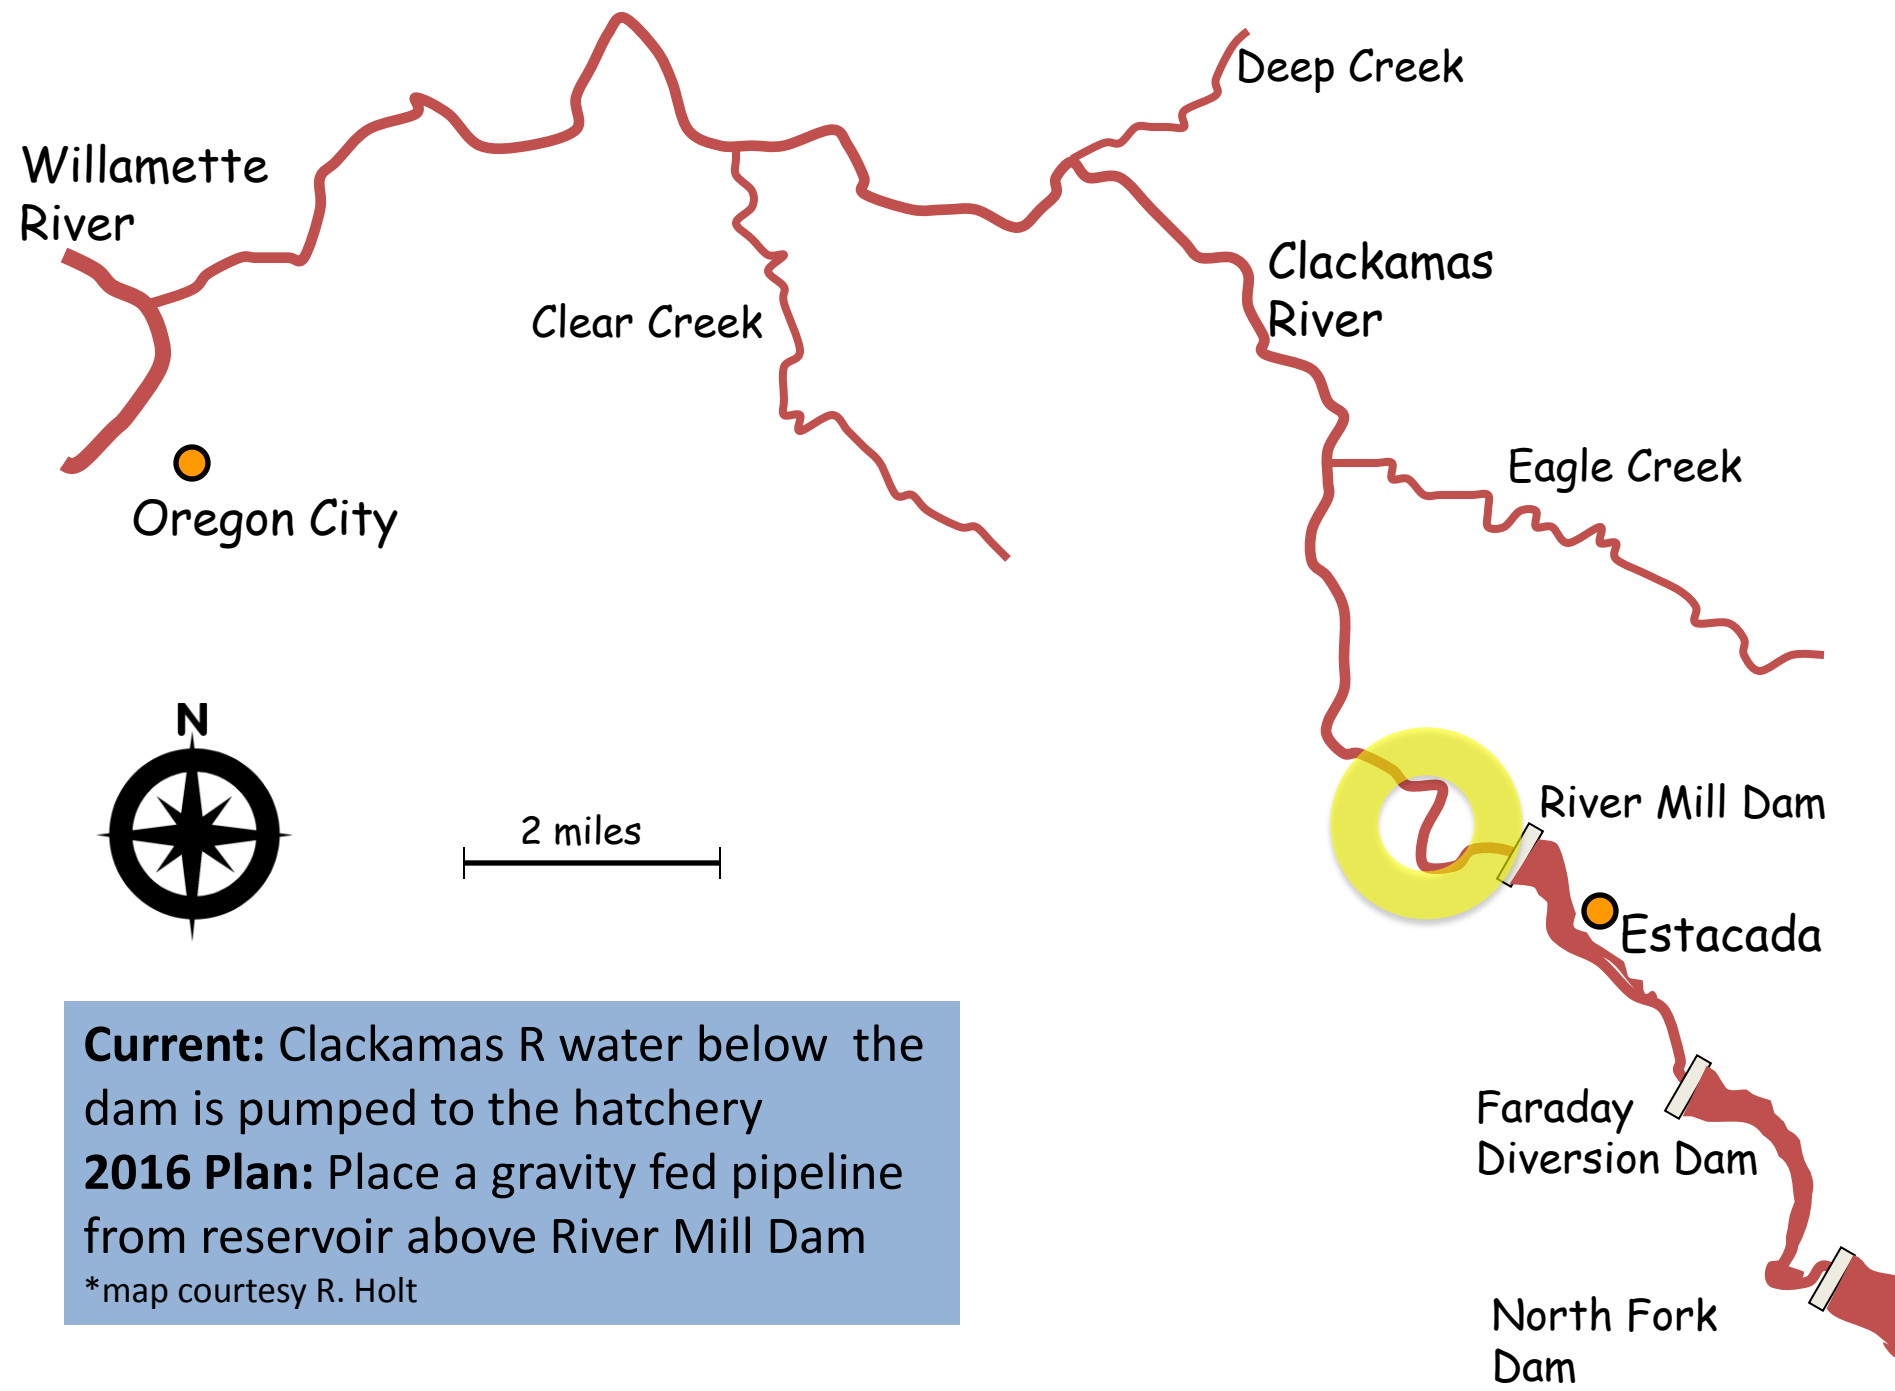 Deep Creek
Willamette
River
Clackamas
River
Clear Creek
Eagle Creek
Oregon City
N
2 miles
River Mill Dam
Estacada
Current: Clackamas R water below  the
dam is pumped to the hatchery
2016 Plan: Place a gravity fed pipeline
from reservoir above River Mill Dam
*map courtesy R. Holt
Faraday
Diversion Dam
North Fork
Dam